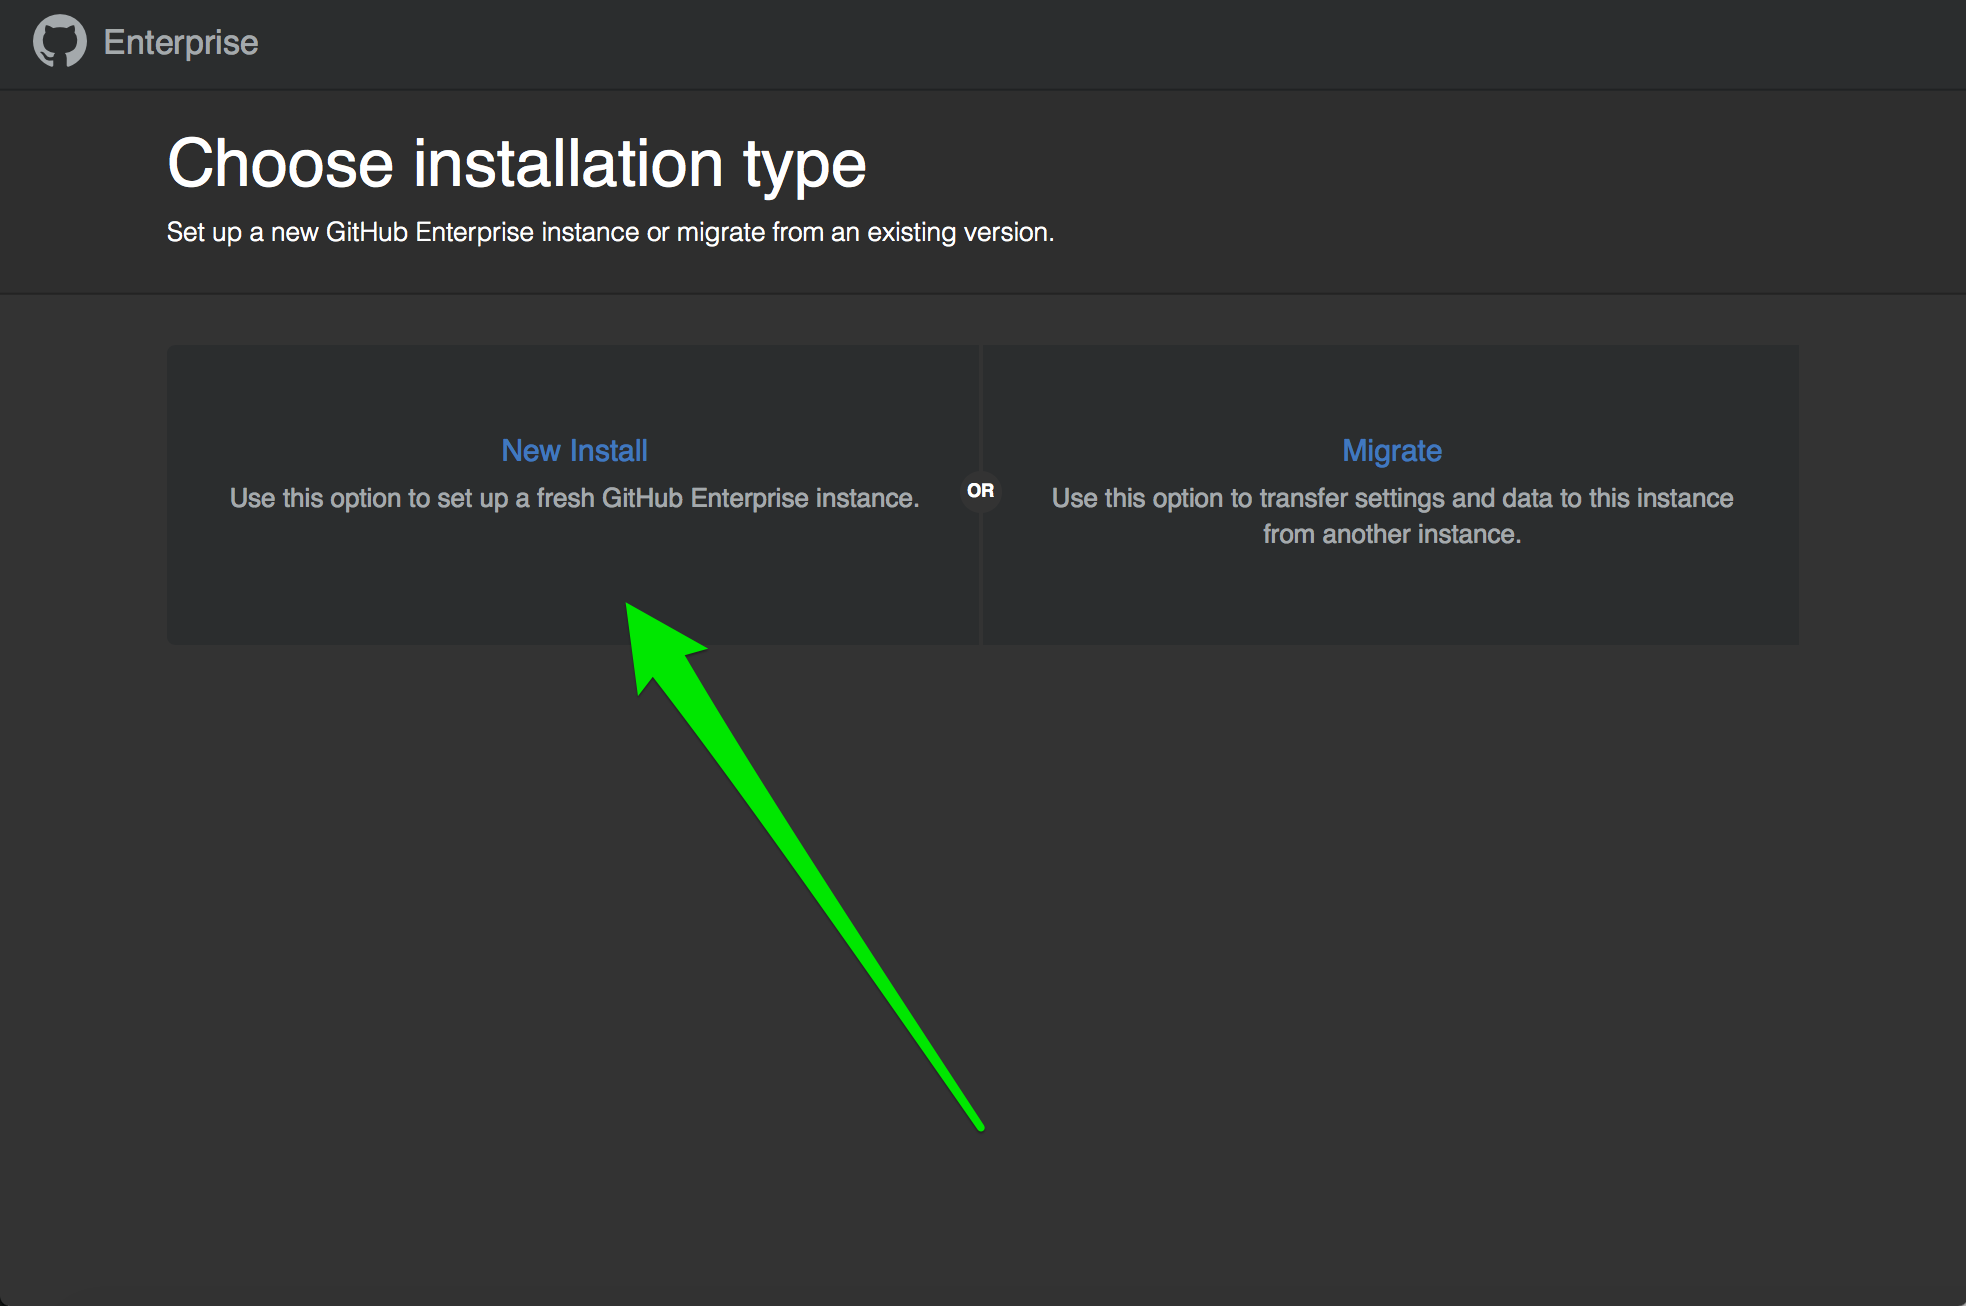 Enterprise
Choose installation type
Set up a new GitHub Enterprise instance or migrate from an existing version.
New Install
Use this option to set up a fresh GitHub Enterprise instance.
OR
Migrate
Use this option to transfer settings and data to this instance
from another instance.